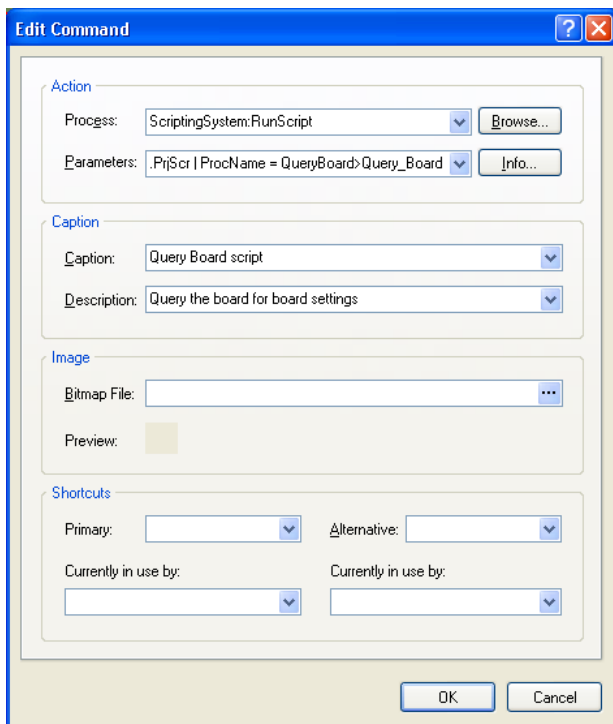 Edit Command
Action
Process: ScriptingSystem:RunScript Browse...
Parameters: .PrjScr | ProcName = QueryBoard>Query_Board Info...
Caption
Caption: Query Board script
Description: Query the board for board settings
Image
Bitmap File: ...
Preview:
Shortcuts
Primary: Alternative:
Currently in use by: Currently in use by:
OK Cancel